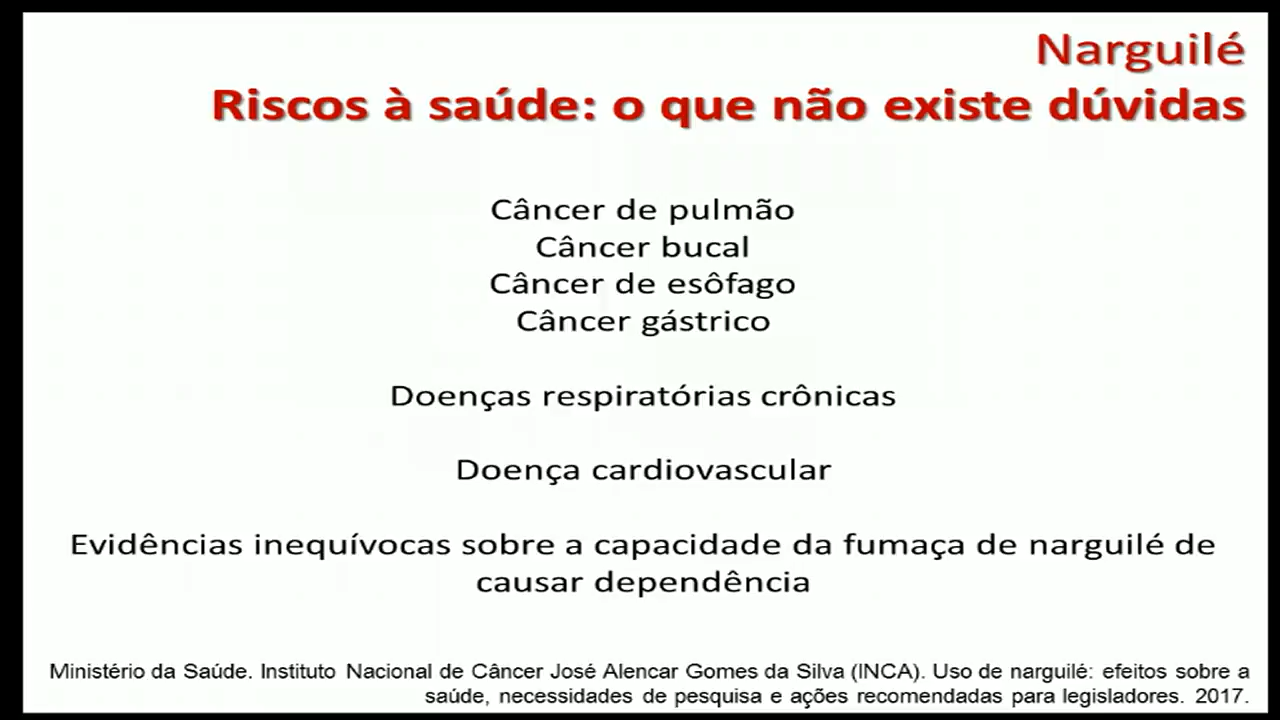 Narguilé
Riscos à saúde: o que não existe dúvidas
Câncer de pulmão
Câncer bucal
Câncer de esôfago
Câncer gástrico
Doenças respiratórias crônicas
Doença cardiovascular
Evidências inequívocas sobre a capacidade da fumaça de narguilé de
causar dependência
Ministério da Saúde. Instituto Nacional de Câncer José Alencar Gomes da Silva (INCA). Uso de narguilé: efeitos sobre a
saúde, necessidades de pesquisa e ações recomendadas para legisladores. 2017.